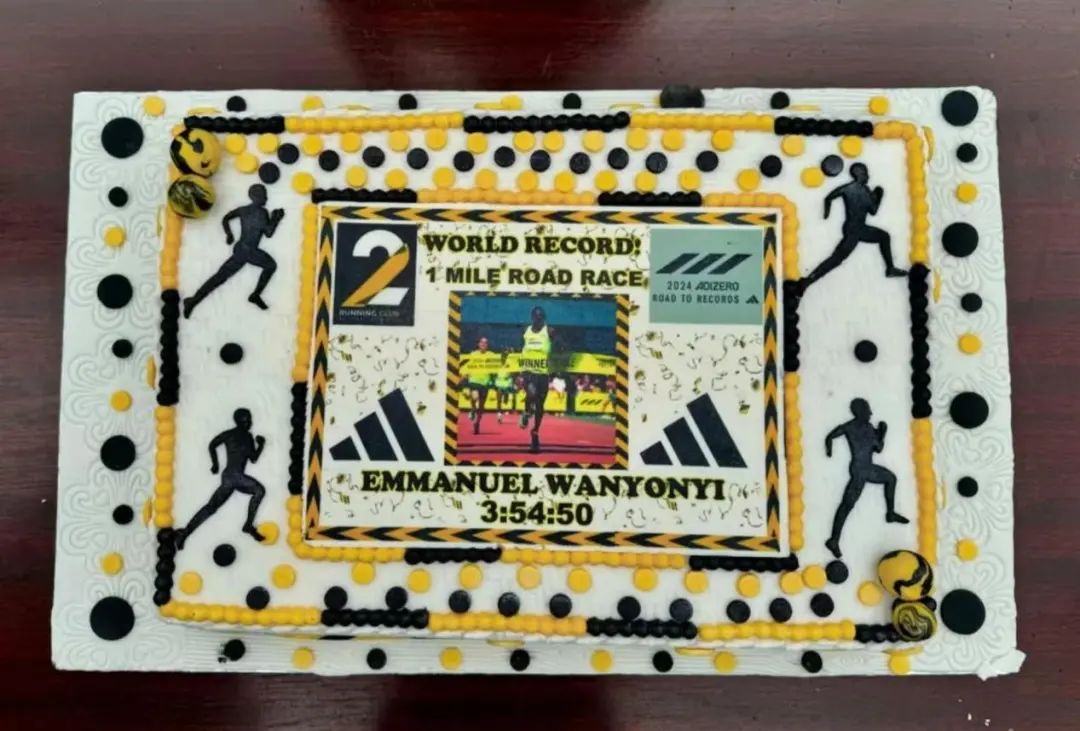 WORLD RECORD!
1 MILE ROAD RACE
2
RUNNING CLUB
2024 ADIZERO
ROAD TO RECORDS
WINNE
EMMANUEL WANYONYI
3:54:50